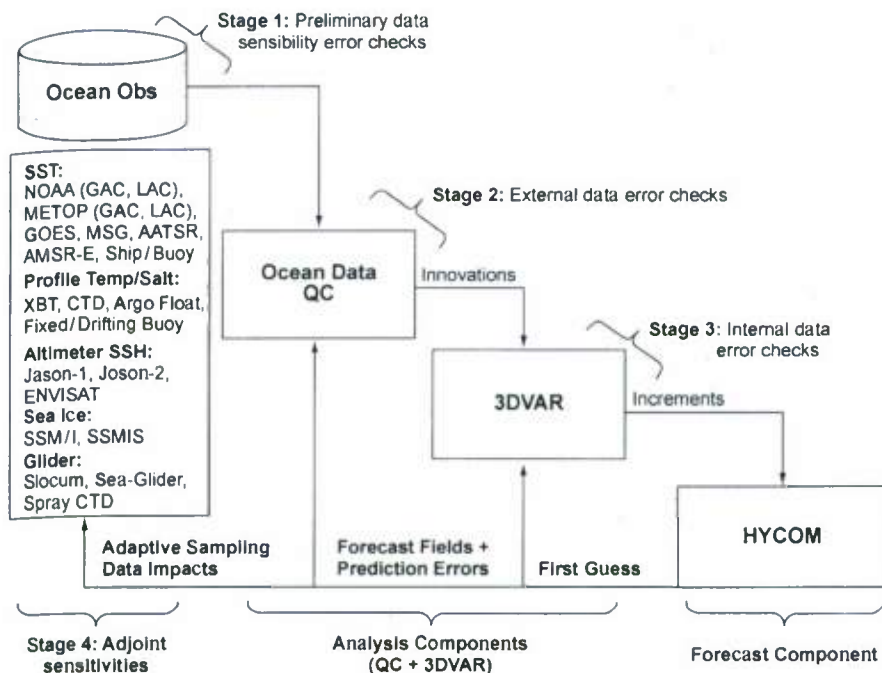 Stage 1: Preliminary data
sensibility error checks
Ocean Obs
SST:
NOAA (GAC, LAC),
METOP (GAC, LAC),
GOES, MSG, AATSR,
AMSR-E, Ship/Buoy
Profile Temp/Salt:
XBT, CTD, Argo Float,
Fixed/Drifting Buoy
Altimeter SSH:
Jason-1, Joson-2,
ENVISAT
Sea Ice:
SSM/I, SSMIS
Glider:
Slocum, Sea-Glider,
Spray CTD
Stage 2: External data error checks
Ocean Data
QC
Innovations
Stage 3: Internal data
error checks
3DVAR
Increments
HYCOM
Adaptive Sampling
Data Impacts
Forecast Fields +
Prediction Errors
First Guess
Stage 4: Adjoint
sensitivities
Analysis Components
(QC + 3DVAR)
Forecast Component